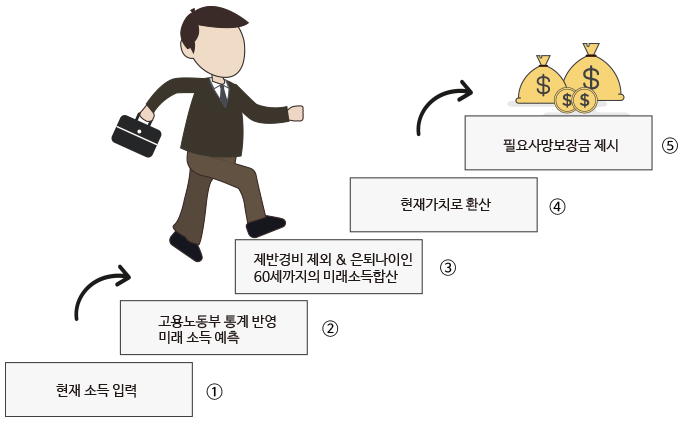 $ $
$ $
필요사망보장금 제시 ⑤
현재가치로 환산 ④
제반경비 제외 & 은퇴나이인
60세까지의 미래소득합산 ③
고용노동부 통계 반영
미래 소득 예측 ②
현재 소득 입력 ①